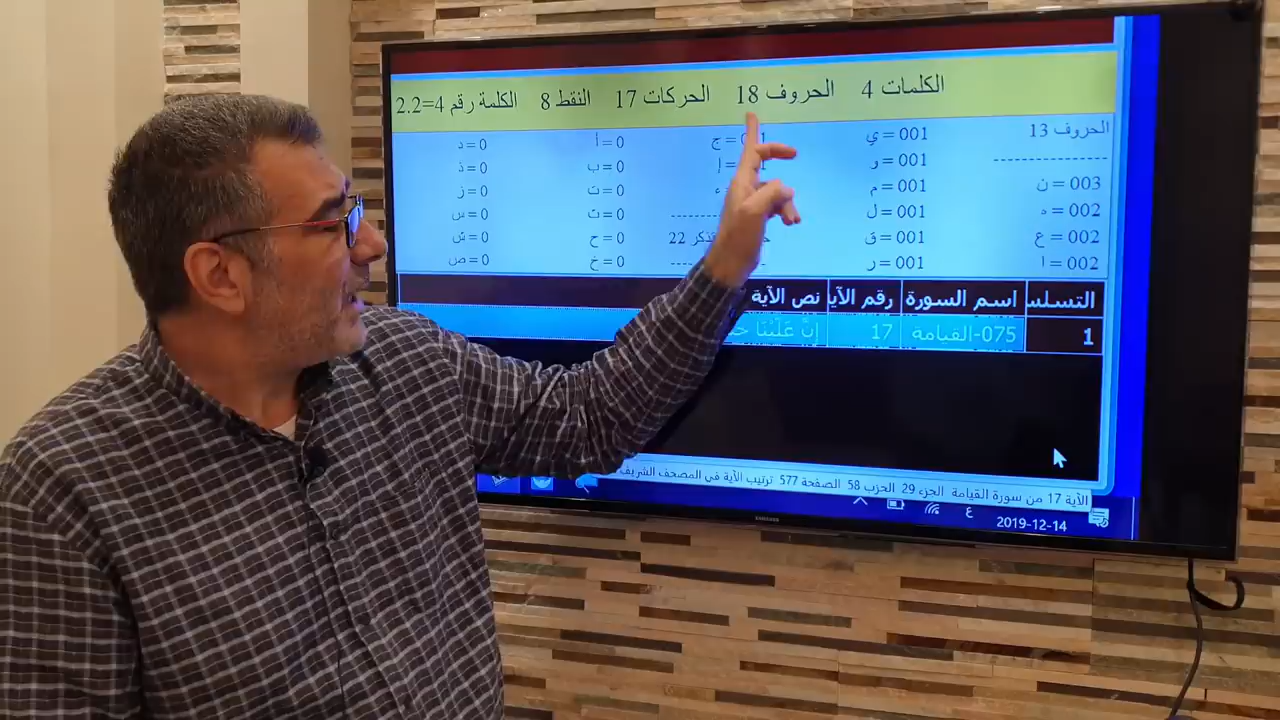 الكلمات 4 الحروف 18 الحركات 17 النقط 8 الكلمة رقم 4=2.2
الحروف 13 001 = ي ج = 0 = أ 0 = د
--------------- 001 = و إ = 0 = ب 0 = ذ
003 = ن 001 = م ء = 0 = ت 0 = ز
002 = ه 001 = ل ------------ 0 = ث 0 = س
002 = ع 001 = ق 22 0 = ح 0 = ش
002 = ا 001 = ر ------------ 0 = خ 0 = ص
التسلس اسم السورة رقم الآي نص الآية
1 075-القيامة 17 إِنَّ عَلَيْنَا
الآية 17 من سورة القيامة الجزء 29 الحزب 58 الصفحة 577 ترتيب الآية في المصحف الشريف
ع
2019-12-14
SAMSUNG